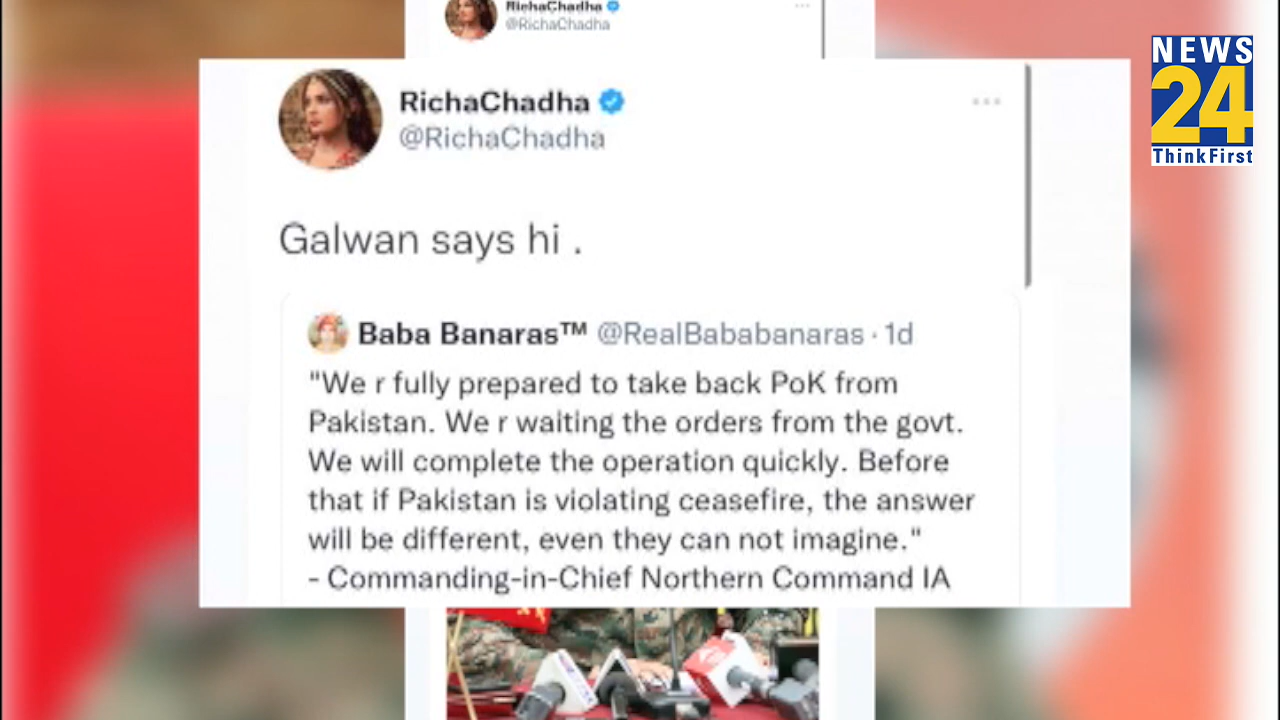 RichaChadha
@RichaChadha
NEWS
24
ThinkFirst
RichaChadha
@RichaChadha
Galwan says hi .
Baba Banaras™ @RealBababanaras · 1d
"We r fully prepared to take back PoK from
Pakistan. We r waiting the orders from the govt.
We will complete the operation quickly. Before
that if Pakistan is violating ceasefire, the answer
will be different, even they can not imagine."
- Commanding-in-Chief Northern Command IA